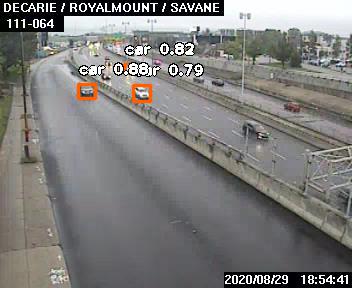 DECARIE / ROYALMOUNT / SAVANE
111-064
car 0.82
car 0.88 0.79
2020/08/29 18:54:41